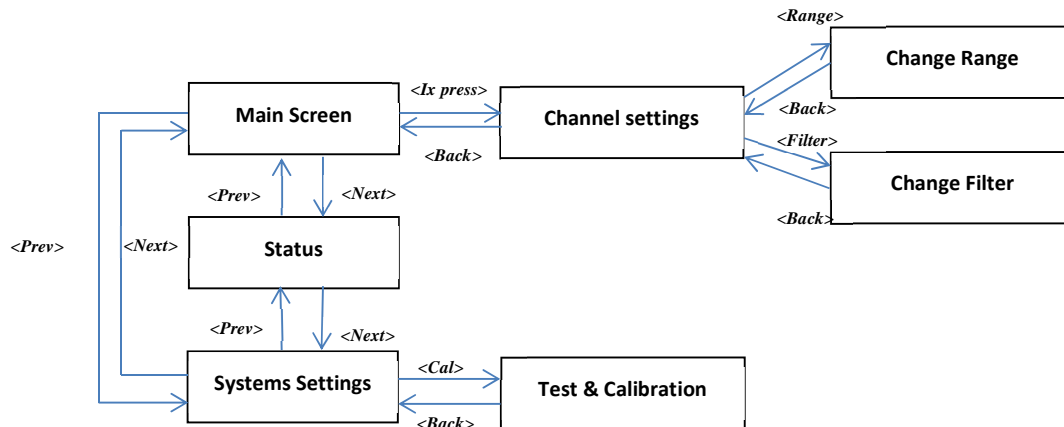 <Range>
Change Range
<Ix press>
Main Screen
Channel settings
<Back>
<Filter>
<Back>
Change Filter
<Prev>
<Next>
<Back>
<Prev>
<Next>
Status
<Prev>
<Next>
<Cal>
Systems Settings
Test & Calibration
<Back>